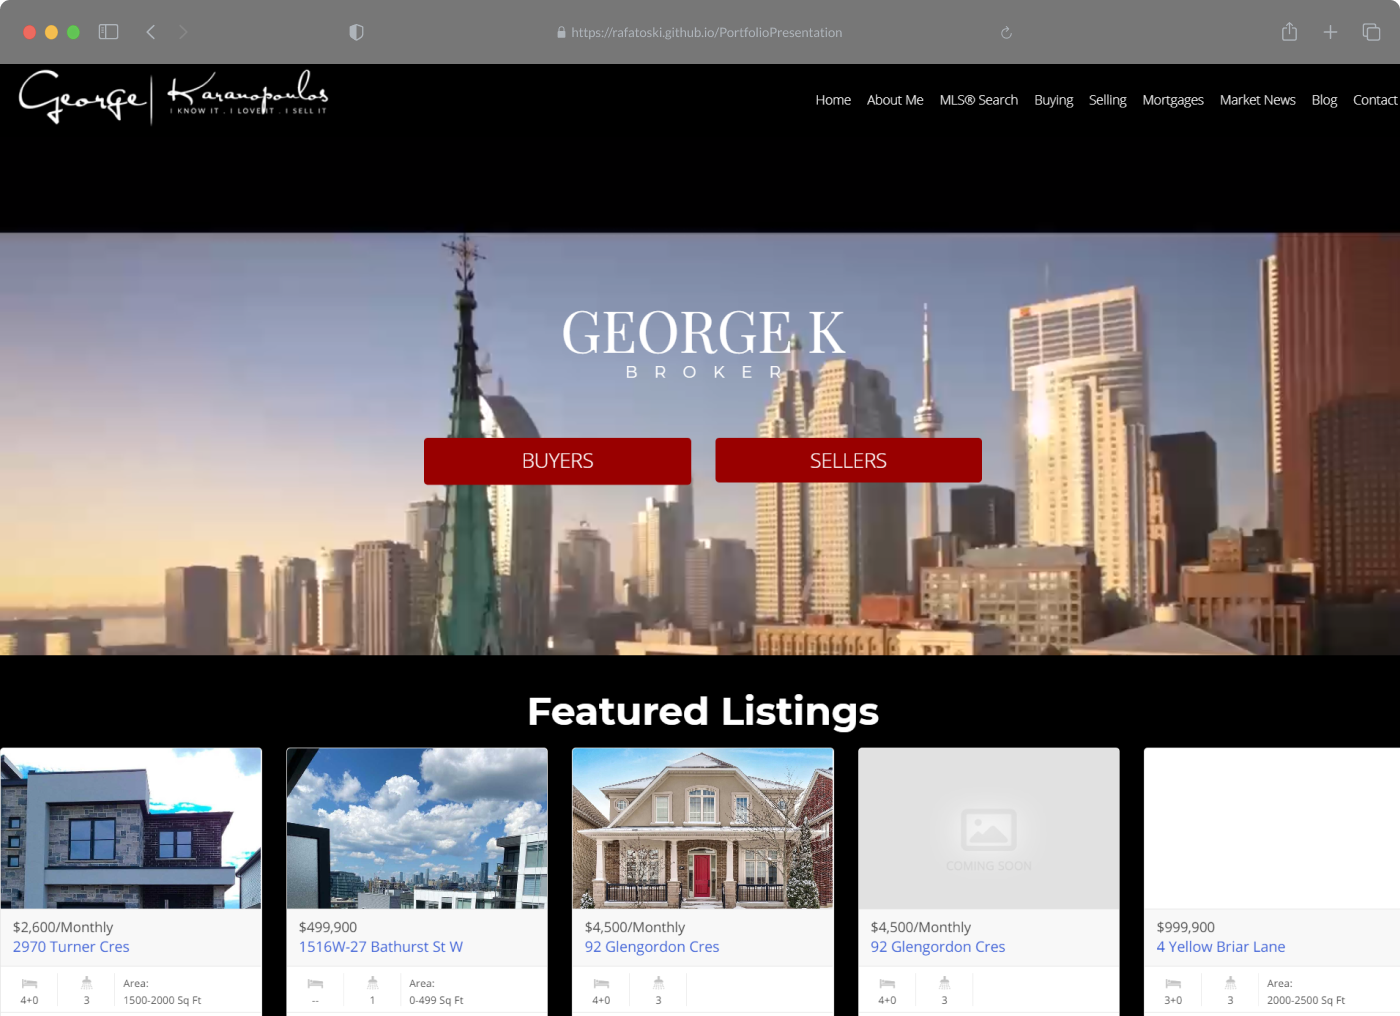 https://rafatoski.github.io/PortfolioPresentation
George | Karanopoulos
I KNOW IT . I LOVE IT . I SELL IT
Home About Me MLS® Search Buying Selling Mortgages Market News Blog Contact
GEORGE K
BROKER
BUYERS SELLERS
Featured Listings
COMING SOON
$2,600/Monthly
2970 Turner Cres
4+0 3 Area:
1500-2000 Sq Ft
$499,900
1516W-27 Bathurst St W
-- 1 Area:
0-499 Sq Ft
$4,500/Monthly
92 Glengordon Cres
4+0 3
$4,500/Monthly
92 Glengordon Cres
4+0 3
$999,900
4 Yellow Briar Lane
3+0 3 Area:
2000-2500 Sq Ft